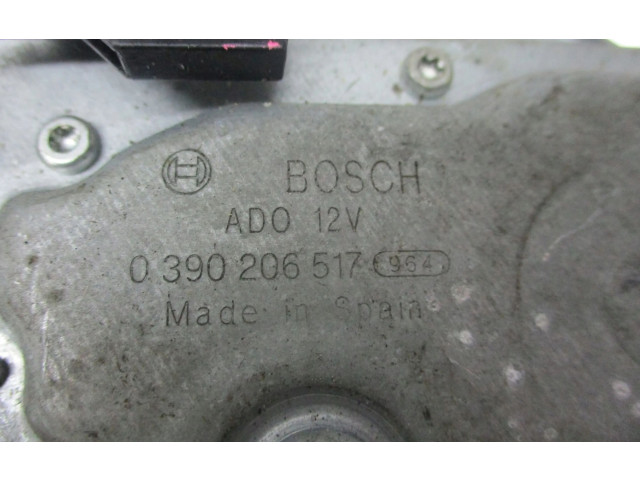 BOSCH
ADO 12V
0 390 206 517 964
Made in Spain